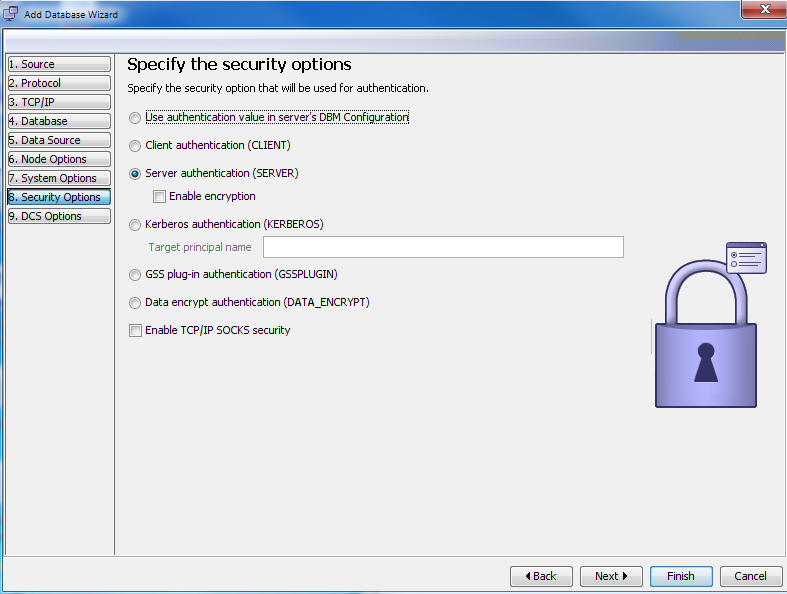 Add Database Wizard
X
1. Source
2. Protocol
3. TCP/IP
4. Database
5. Data Source
6. Node Options
7. System Options
8. Security Options
9. DCS Options
Specify the security options
Specify the security option that will be used for authentication.
Use authentication value in server's DBM Configuration
Client authentication (CLIENT)
Server authentication (SERVER)
Enable encryption
Kerberos authentication (KERBEROS)
Target principal name
GSS plug-in authentication (GSSPLUGIN)
Data encrypt authentication (DATA_ENCRYPT)
Enable TCP/IP SOCKS security
Back
Next
Finish
Cancel